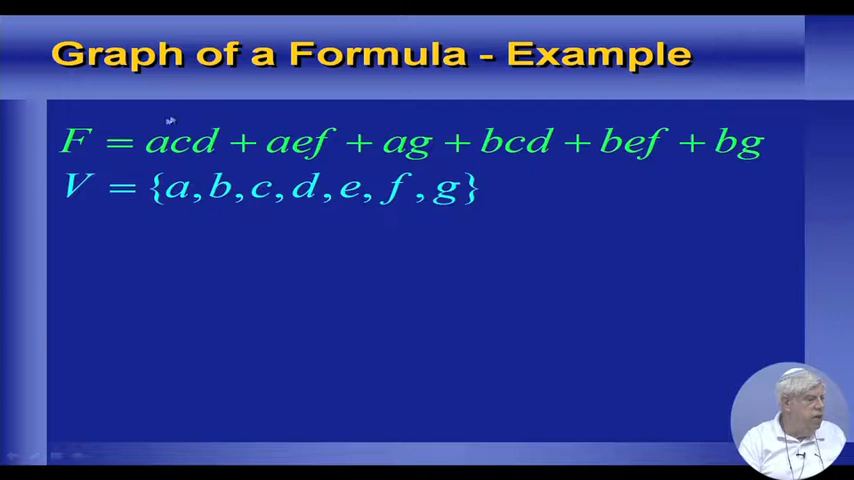 Graph of a Formula - Example
F = acd + aef + ag + bcd + bef + bg
V = {a, b, c, d, e, f, g}